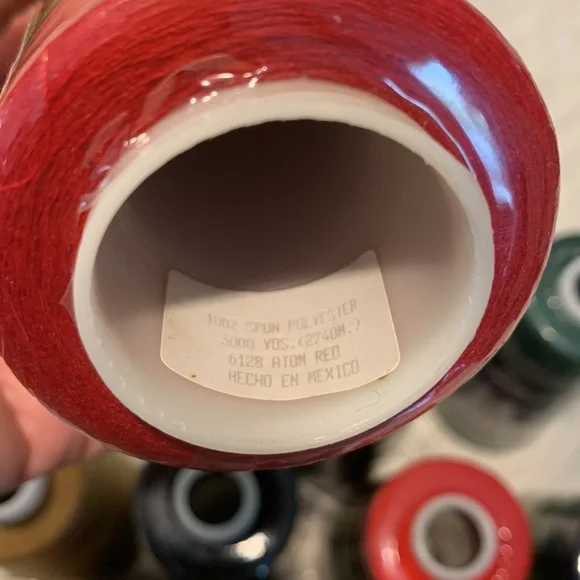 100% SPUN POLYESTER
3000 YDS.(2740M.)
6128 ATOM RED
HECHO EN MEXICO